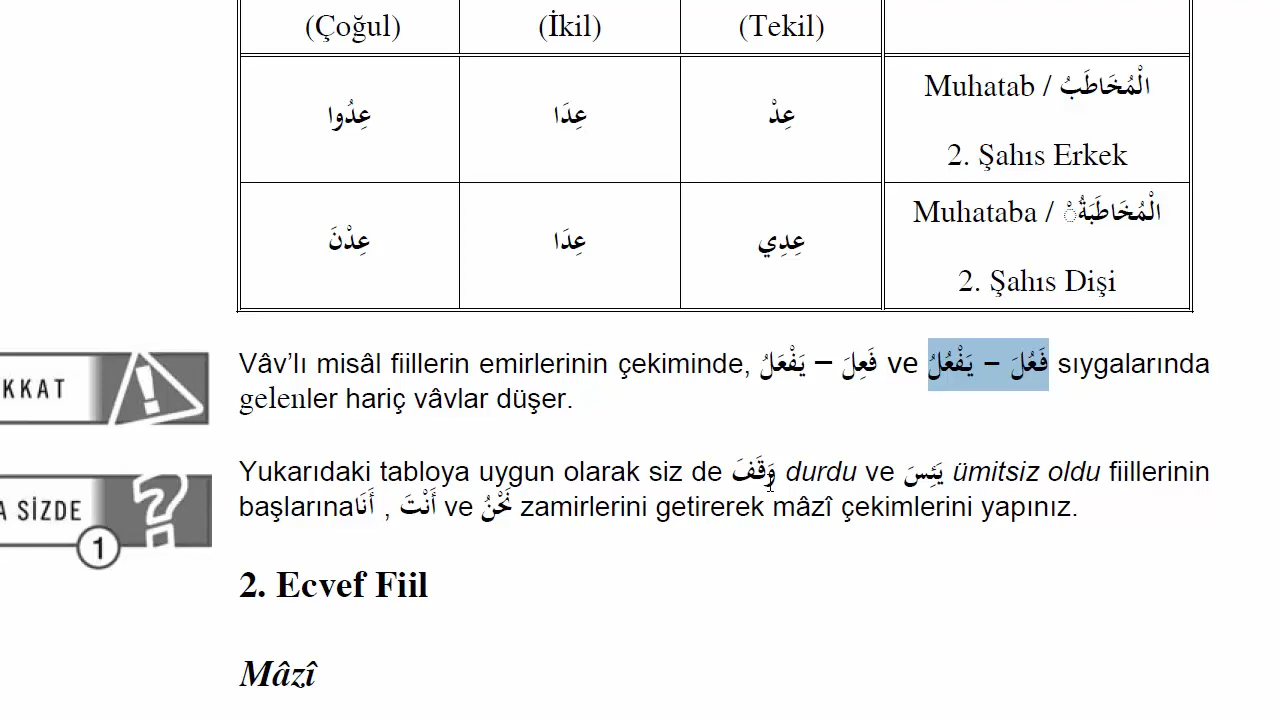 (Çoğul) (İkil) (Tekil)
Muhatab / الْمُخَاطَبُ
عِدُوا عِدَا عِدْ
2. Şahıs Erkek
Muhataba / الْمُخَاطَبَةُْ
عِدْنَ عِدَا عِدِي
2. Şahıs Dişi
KKAT
Vâv’lı misâl fiillerin emirlerinin çekiminde, فَعِلَ – يَفْعَلُ ve فَعُلَ – يَفْعُلُ sıygalarında
gelenler hariç vâvlar düşer.
Yukarıdaki tabloya uygun olarak siz de وَقَفَ durdu ve يَئِسَ ümitsiz oldu fiillerinin
A SİZDE
başlarına أَنَا , أَنْتَ ve نَحْنُ zamirlerini getirerek mâzî çekimlerini yapınız.
1
2. Ecvef Fiil
Mâzî